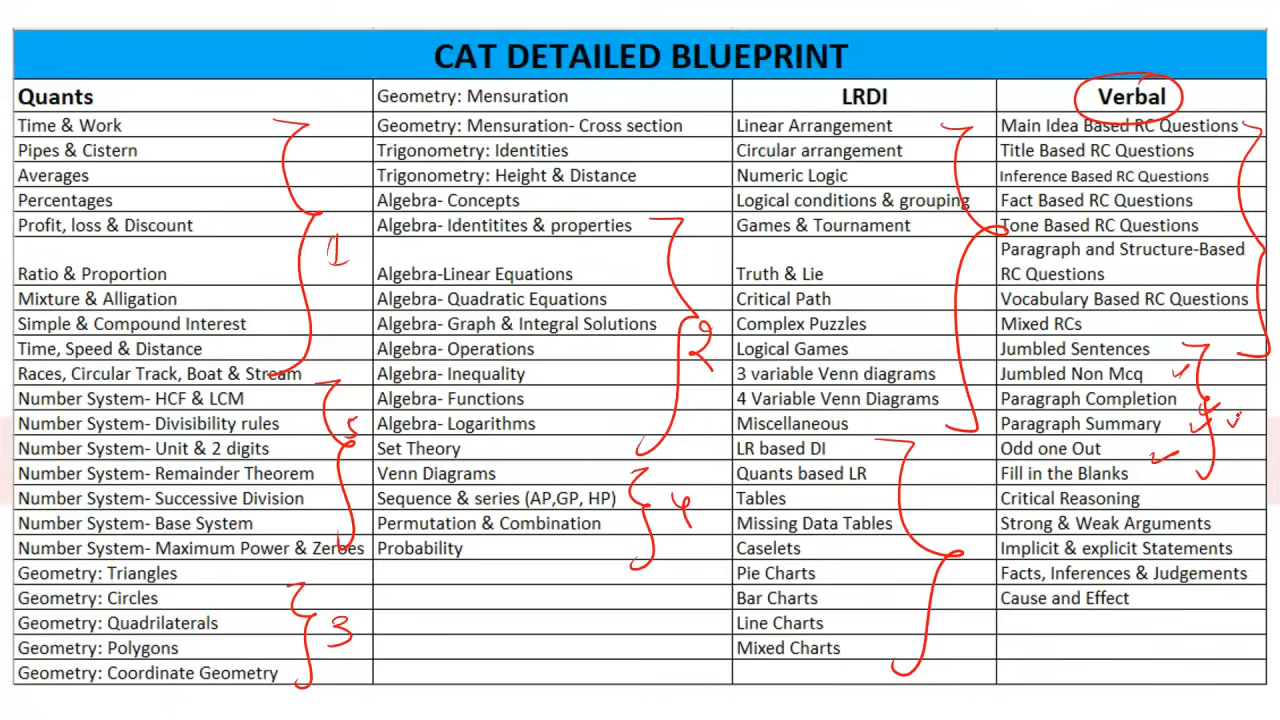 CAT DETAILED BLUEPRINT
Quants
Time & Work
Pipes & Cistern
Averages
Percentages
Profit, loss & Discount
Ratio & Proportion
Mixture & Alligation
Simple & Compound Interest
Time, Speed & Distance
Races, Circular Track, Boat & Stream
Number System- HCF & LCM
Number System- Divisibility rules
Number System- Unit & 2 digits
Number System- Remainder Theorem
Number System- Successive Division
Number System- Base System
Number System- Maximum Power & Zeroes
Geometry: Triangles
Geometry: Circles
Geometry: Quadrilaterals
Geometry: Polygons
Geometry: Coordinate Geometry
1
5
3
Geometry: Mensuration
Geometry: Mensuration- Cross section
Trigonometry: Identities
Trigonometry: Height & Distance
Algebra- Concepts
Algebra- Identitites & properties
Algebra-Linear Equations
Algebra- Quadratic Equations
Algebra- Graph & Integral Solutions
Algebra- Operations
Algebra- Inequality
Algebra- Functions
Algebra- Logarithms
Set Theory
Venn Diagrams
Sequence & series (AP,GP, HP)
Permutation & Combination
Probability
2
4
LRDI
Linear Arrangement
Circular arrangement
Numeric Logic
Logical conditions & grouping
Games & Tournament
Truth & Lie
Critical Path
Complex Puzzles
Logical Games
3 variable Venn diagrams
4 Variable Venn Diagrams
Miscellaneous
LR based DI
Quants based LR
Tables
Missing Data Tables
Caselets
Pie Charts
Bar Charts
Line Charts
Mixed Charts
Verbal
Main Idea Based RC Questions
Title Based RC Questions
Inference Based RC Questions
Fact Based RC Questions
Tone Based RC Questions
Paragraph and Structure-Based
RC Questions
Vocabulary Based RC Questions
Mixed RCs
Jumbled Sentences
Jumbled Non Mcq
Paragraph Completion
Paragraph Summary
Odd one Out
Fill in the Blanks
Critical Reasoning
Strong & Weak Arguments
Implicit & explicit Statements
Facts, Inferences & Judgements
Cause and Effect